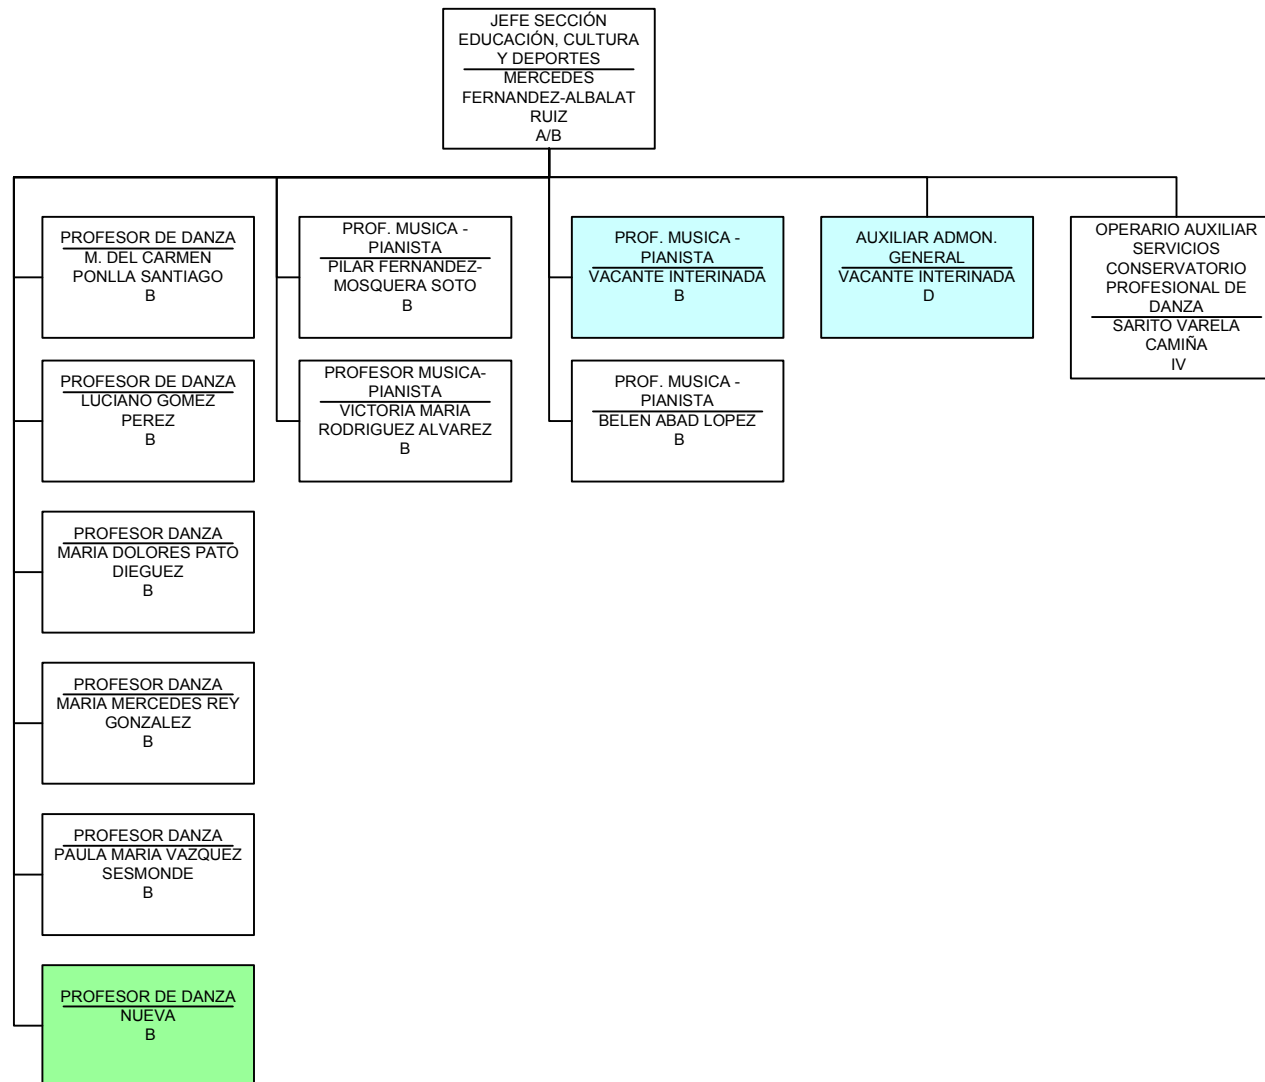 JEFE SECCIÓN
EDUCACIÓN, CULTURA
Y DEPORTES
MERCEDES
FERNANDEZ-ALBALAT
RUIZ
A/B
PROFESOR DE DANZA
M. DEL CARMEN
PONLLA SANTIAGO
B
PROF. MUSICA -
PIANISTA
PILAR FERNANDEZ-
MOSQUERA SOTO
B
PROF. MUSICA -
PIANISTA
VACANTE INTERINADA
B
AUXILIAR ADMON.
GENERAL
VACANTE INTERINADA
D
OPERARIO AUXILIAR
SERVICIOS
CONSERVATORIO
PROFESIONAL DE
DANZA
SARITO VARELA
CAMIÑA
IV
PROFESOR DE DANZA
LUCIANO GOMEZ
PEREZ
B
PROFESOR MUSICA-
PIANISTA
VICTORIA MARIA
RODRIGUEZ ALVAREZ
B
PROF. MUSICA -
PIANISTA
BELEN ABAD LOPEZ
B
PROFESOR DANZA
MARIA DOLORES PATO
DIEGUEZ
B
PROFESOR DANZA
MARIA MERCEDES REY
GONZALEZ
B
PROFESOR DANZA
PAULA MARIA VAZQUEZ
SESMONDE
B
PROFESOR DE DANZA
NUEVA
B